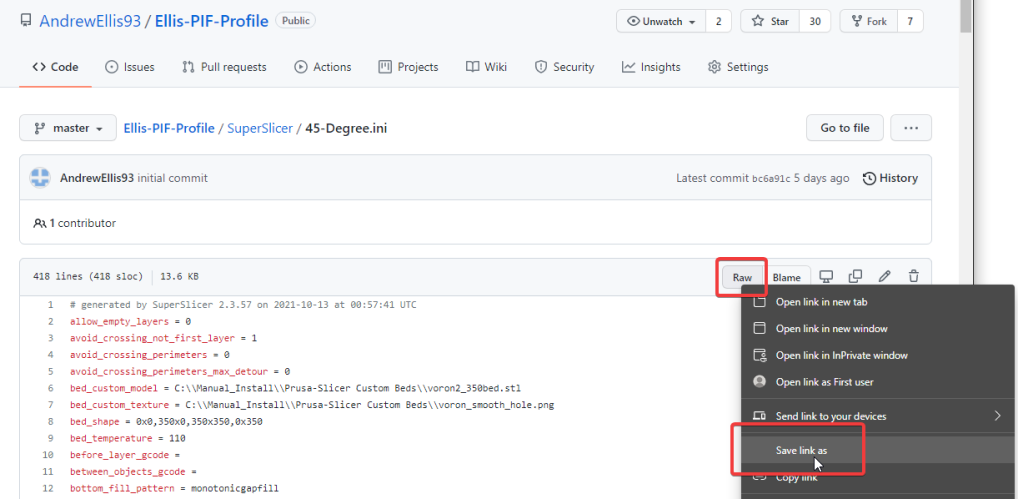 AndrewEllis93 / Ellis-PIF-Profile Public
Unwatch 2 Star 30 Fork 7
Code Issues Pull requests Actions Projects Wiki Security Insights Settings
master Ellis-PIF-Profile / SuperSlicer / 45-Degree.ini Go to file ...
AndrewEllis93 initial commit Latest commit bc6a91c 5 days ago History
1 contributor
418 lines (418 sloc) 13.6 KB Raw Blame
1 # generated by SuperSlicer 2.3.57 on 2021-10-13 at 00:57:41 UTC
2 allow_empty_layers = 0
3 avoid_crossing_not_first_layer = 1
4 avoid_crossing_perimeters = 0
5 avoid_crossing_perimeters_max_detour = 0
6 bed_custom_model = C:\\Manual_Install\\Prusa-Slicer Custom Beds\\voron2_350bed.stl
7 bed_custom_texture = C:\\Manual_Install\\Prusa-Slicer Custom Beds\\voron_smooth_hole.png
8 bed_shape = 0x0,350x0,350x350,0x350
9 bed_temperature = 110
10 before_layer_gcode =
11 between_objects_gcode =
12 bottom_fill_pattern = monotonicgapfill
Open link in new tab
Open link in new window
Open link in InPrivate window
Open link as First user
Send link to your devices
Save link as
Copy link